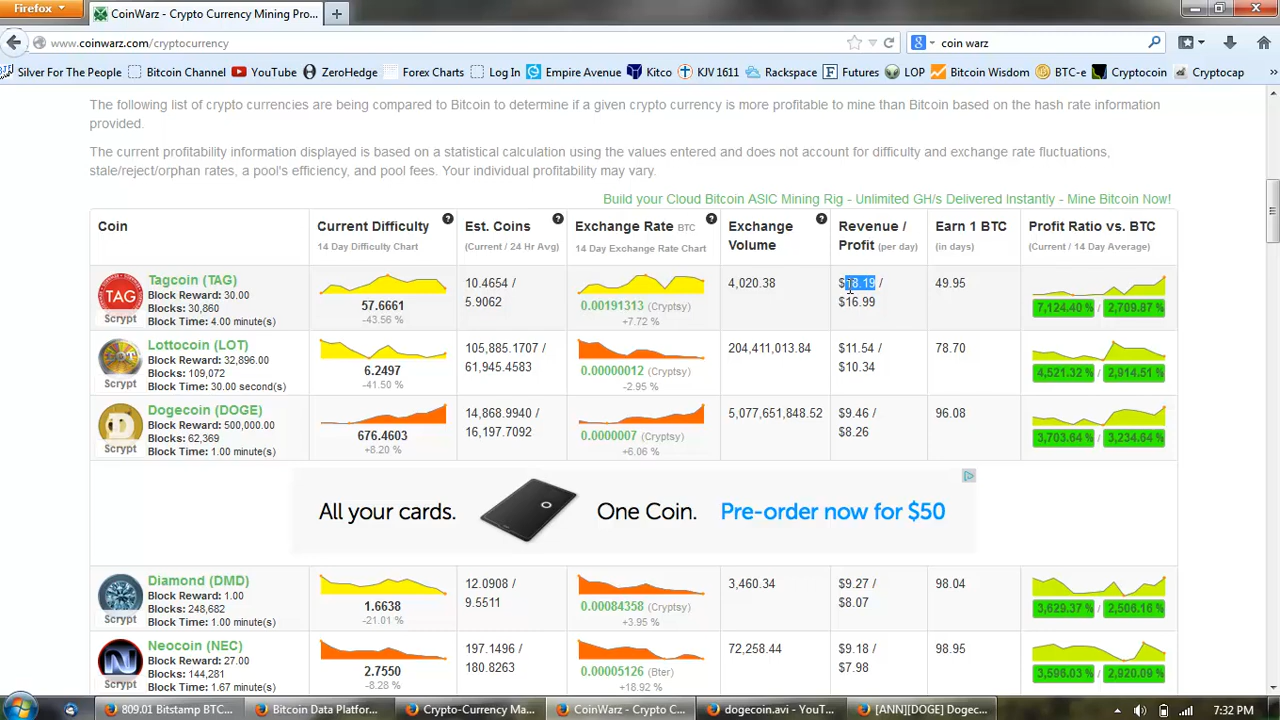 Firefox
CoinWarz - Crypto Currency Mining Pro...
www.coinwarz.com/cryptocurrency
coin warz
Silver For The People Bitcoin Channel YouTube ZeroHedge Forex Charts Log In Empire Avenue Kitco KJV 1611 Rackspace Futures LOP Bitcoin Wisdom BTC-e Cryptocoin Cryptocap »
The following list of crypto currencies are being compared to Bitcoin to determine if a given crypto currency is more profitable to mine than Bitcoin based on the hash rate information
provided.
The current profitability information displayed is based on a statistical calculation using the values entered and does not account for difficulty and exchange rate fluctuations,
stale/reject/orphan rates, a pool's efficiency, and pool fees. Your individual profitability may vary.
Build your Cloud Bitcoin ASIC Mining Rig - Unlimited GH/s Delivered Instantly - Mine Bitcoin Now!
Coin
Current Difficulty ?
14 Day Difficulty Chart
Est. Coins ?
(Current / 24 Hr Avg)
Exchange Rate BTC ?
14 Day Exchange Rate Chart
Exchange ?
Volume
Revenue /
Profit (per day)
Earn 1 BTC
(in days)
Profit Ratio vs. BTC
(Current / 14 Day Average)
TAG
Scrypt
Tagcoin (TAG)
Block Reward: 30.00
Blocks: 30,860
Block Time: 4.00 minute(s)
57.6661
-43.56 %
10.4654 /
5.9062
0.00191313 (Cryptsy)
+7.72 %
4,020.38
$18.19 /
$16.99
49.95
7,124.40 % / 2,709.87 %
LOT
Scrypt
Lottocoin (LOT)
Block Reward: 32,896.00
Blocks: 109,072
Block Time: 30.00 second(s)
6.2497
-41.50 %
105,885.1707 /
61,945.4583
0.00000012 (Cryptsy)
-2.95 %
204,411,013.84
$11.54 /
$10.34
78.70
4,521.32 % / 2,914.51 %
Scrypt
Dogecoin (DOGE)
Block Reward: 500,000.00
Blocks: 62,369
Block Time: 1.00 minute(s)
676.4603
+8.20 %
14,868.9940 /
16,197.7092
0.0000007 (Cryptsy)
+6.06 %
5,077,651,848.52
$9.46 /
$8.26
96.08
3,703.64 % / 3,234.64 %
All your cards. One Coin. Pre-order now for $50
Scrypt
Diamond (DMD)
Block Reward: 1.00
Blocks: 248,682
Block Time: 1.00 minute(s)
1.6638
-21.01 %
12.0908 /
9.5511
0.00084358 (Cryptsy)
+3.95 %
3,460.34
$9.27 /
$8.07
98.04
3,629.37 % / 2,506.16 %
N
Scrypt
Neocoin (NEC)
Block Reward: 27.00
Blocks: 144,281
Block Time: 1.67 minute(s)
2.7550
-8.28 %
197.1491 /
180.8263
0.00005126 (Bter)
+18.92 %
72,258.44
$9.18 /
$7.98
98.95
3,596.03 % / 2,920.09 %
809.01 Bitstamp BTC... Bitcoin Data Platfor... Crypto-Currency Ma... CoinWarz - Crypto C... dogecoin.avi - YouT... [ANN][DOGE] Dogec... 7:32 PM